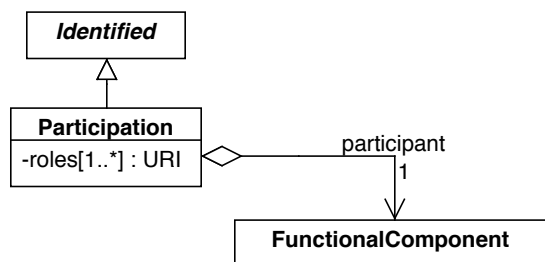 Identified
Participation
-roles[1..*] : URI
participant
1
FunctionalComponent